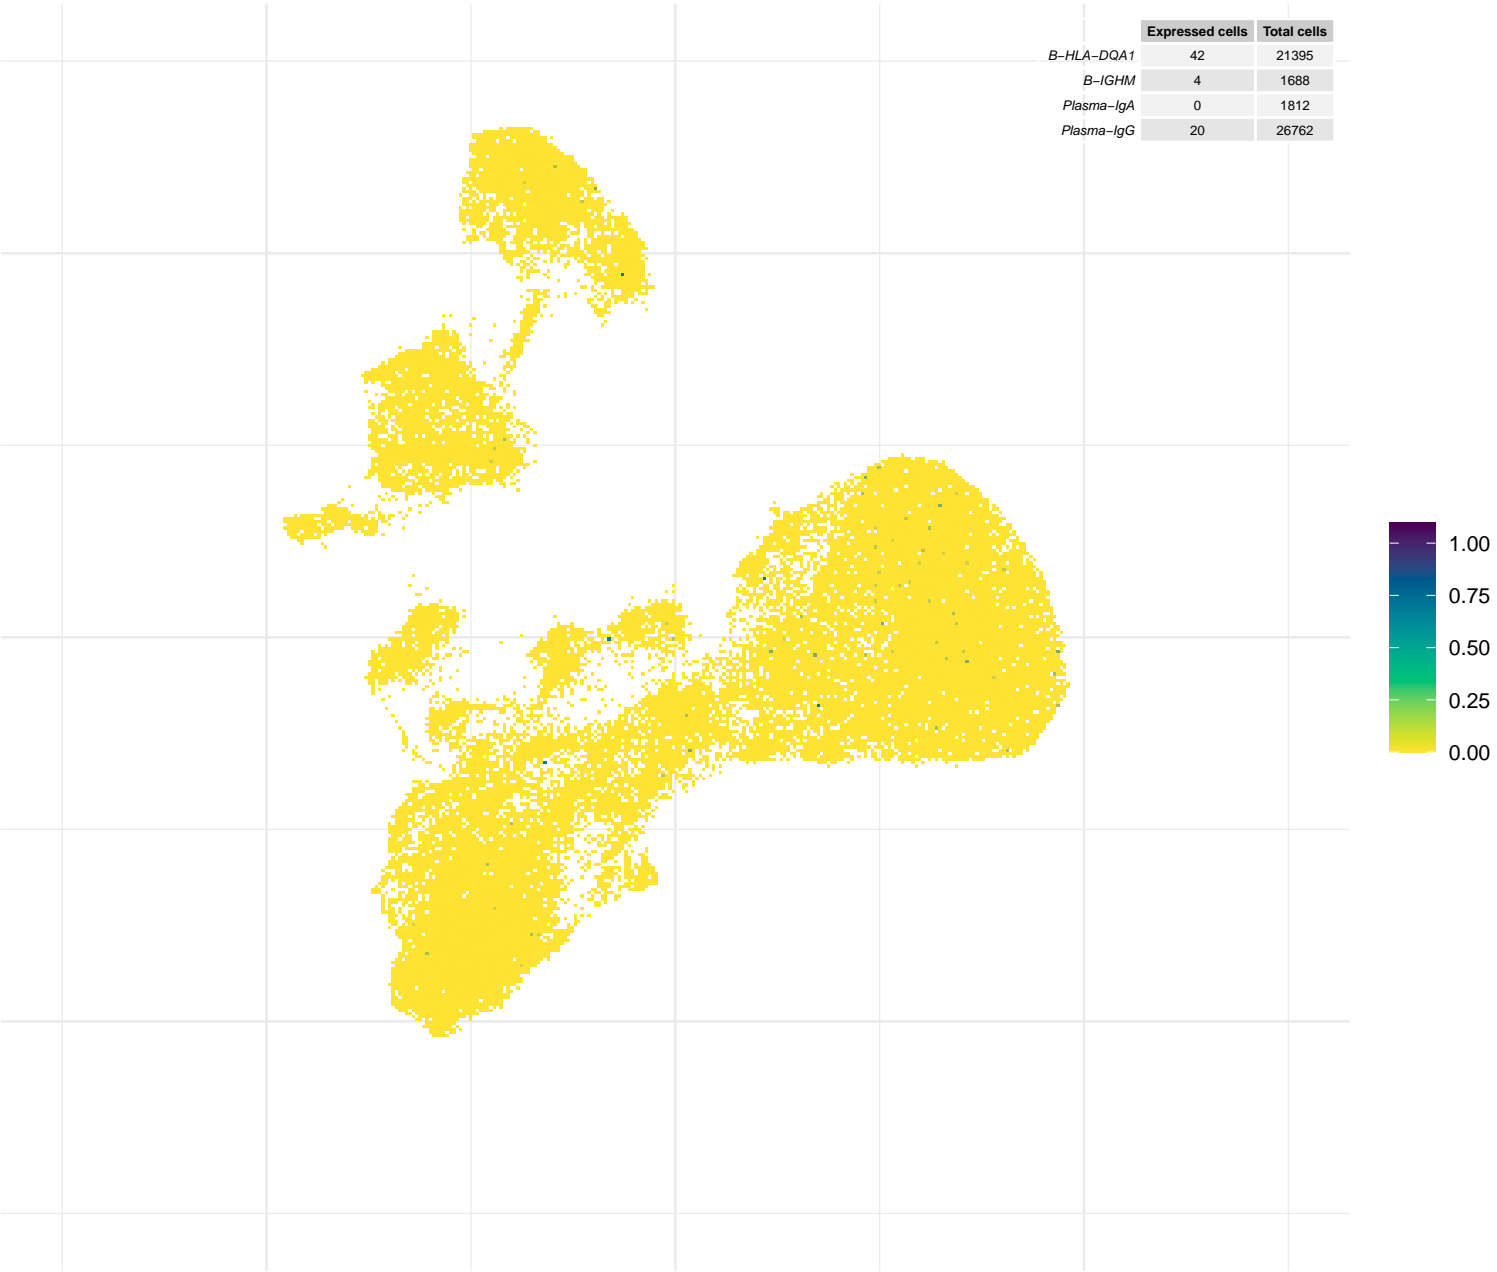 Expressed cells Total cells
B−HLA−DQA1 42 21395
B−IGHM 4 1688
Plasma−IgA 0 1812
Plasma−IgG 20 26762
1.00
0.75
0.50
0.25
0.00